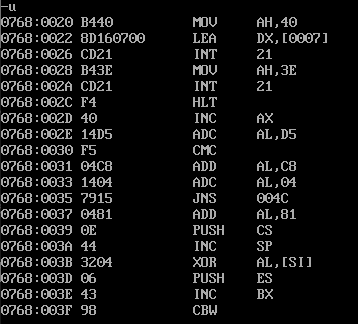 -u
0768:0020 B440 MOV AH,40
0768:0022 8D160700 LEA DX,[0007]
0768:0026 CD21 INT 21
0768:0028 B43E MOV AH,3E
0768:002A CD21 INT 21
0768:002C F4 HLT
0768:002D 40 INC AX
0768:002E 14D5 ADC AL,D5
0768:0030 F5 CMC
0768:0031 04C8 ADD AL,C8
0768:0033 1404 ADC AL,04
0768:0035 7915 JNS 004C
0768:0037 0481 ADD AL,81
0768:0039 0E PUSH CS
0768:003A 44 INC SP
0768:003B 3204 XOR AL,[SI]
0768:003D 06 PUSH ES
0768:003E 43 INC BX
0768:003F 98 CBW